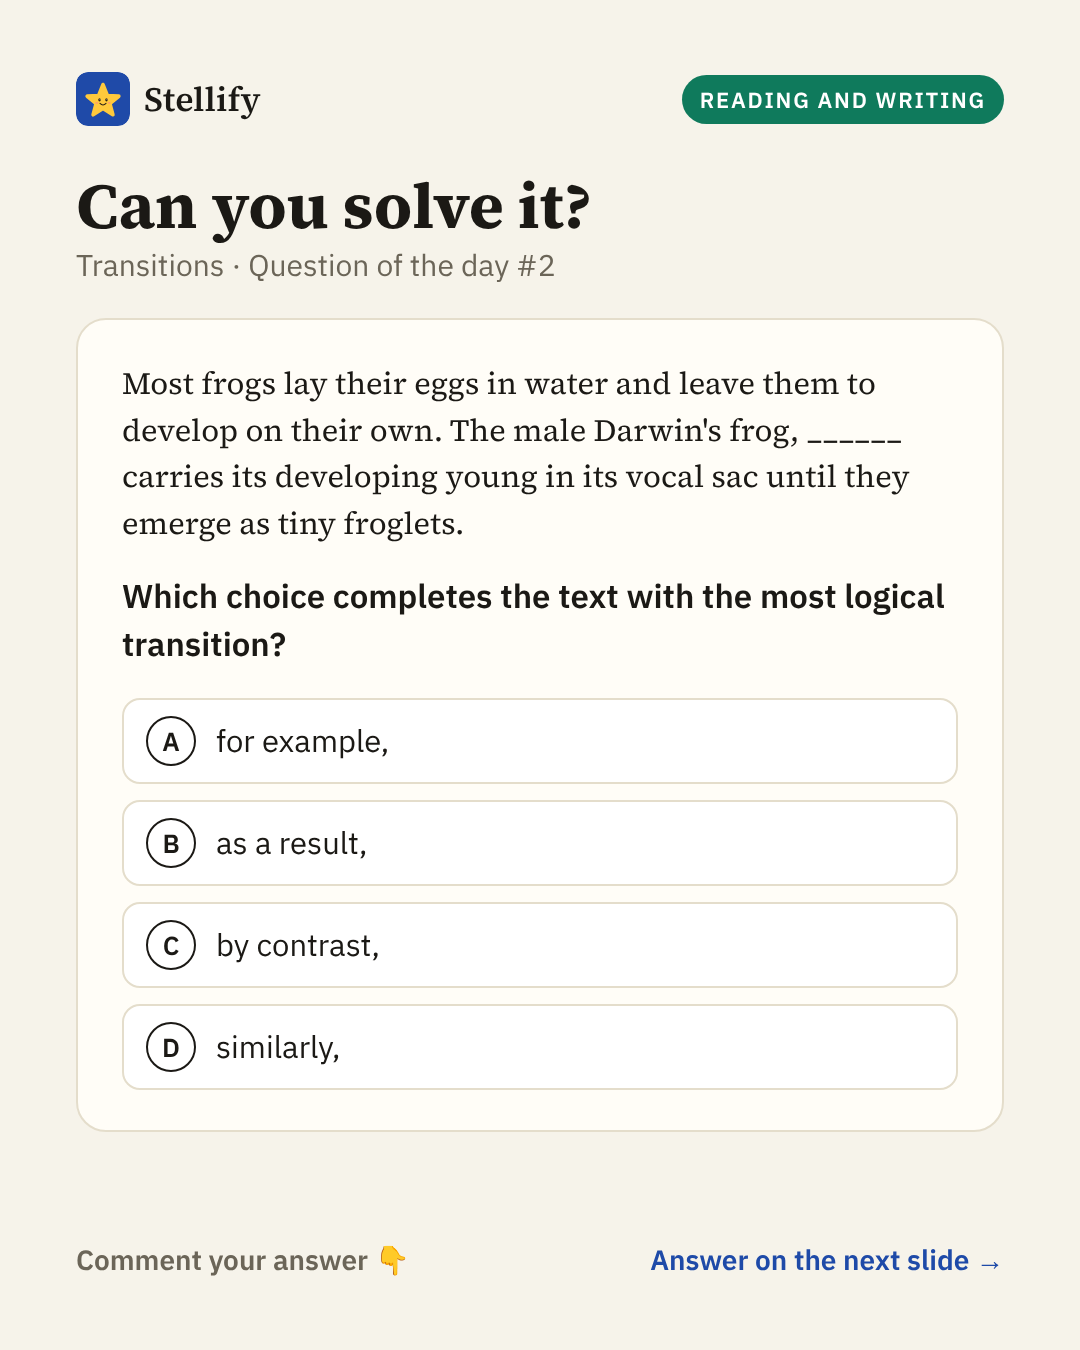 Stellify
READING AND WRITING
Can you solve it?
Transitions · Question of the day #2
Most frogs lay their eggs in water and leave them to
develop on their own. The male Darwin's frog, ______
carries its developing young in its vocal sac until they
emerge as tiny froglets.
Which choice completes the text with the most logical
transition?
A for example,
B as a result,
C by contrast,
D similarly,
Comment your answer 👇
Answer on the next slide →